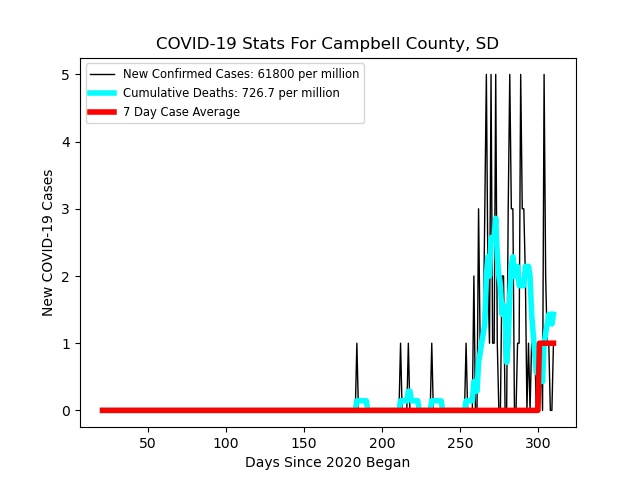 COVID-19 Stats For Campbell County, SD
New Confirmed Cases: 61800 per million
Cumulative Deaths: 726.7 per million
7 Day Case Average
New COVID-19 Cases
5
4
3
2
1
0
50 100 150 200 250 300
Days Since 2020 Began